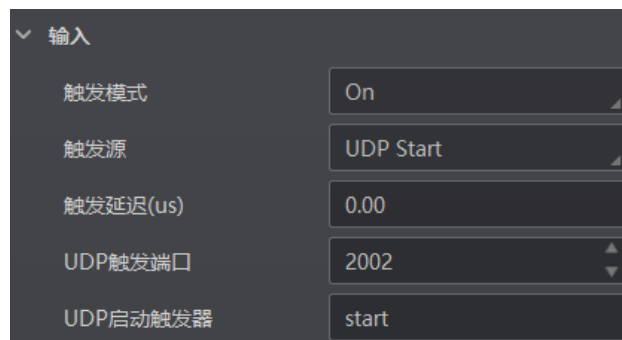 输入
触发模式 On
触发源 UDP Start
触发延迟(us) 0.00
UDP触发端口 2002
UDP启动触发器 start